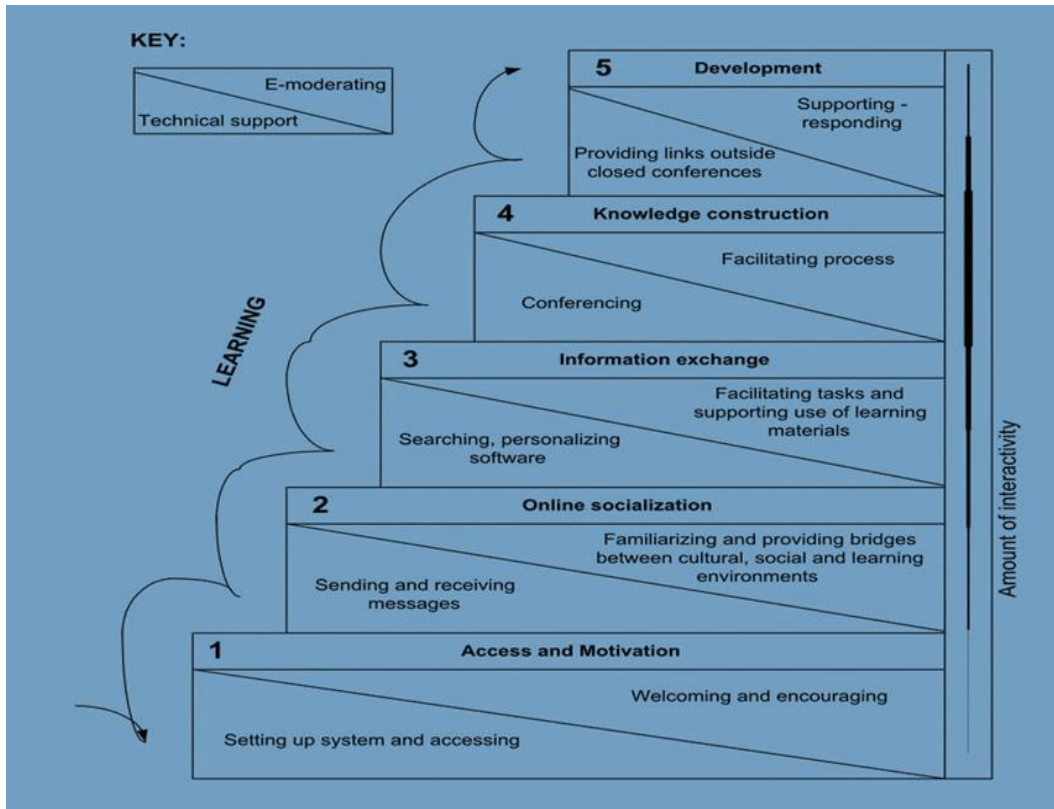 KEY:
E-moderating
Technical support
5 Development
Supporting -
responding
Providing links outside
closed conferences
4 Knowledge construction
Facilitating process
Conferencing
3 Information exchange
Facilitating tasks and
supporting use of learning
materials
Searching, personalizing
software
2 Online socialization
Familiarizing and providing bridges
between cultural, social and learning
environments
Sending and receiving
messages
1 Access and Motivation
Welcoming and encouraging
Setting up system and accessing
LEARNING
Amount of interactivity